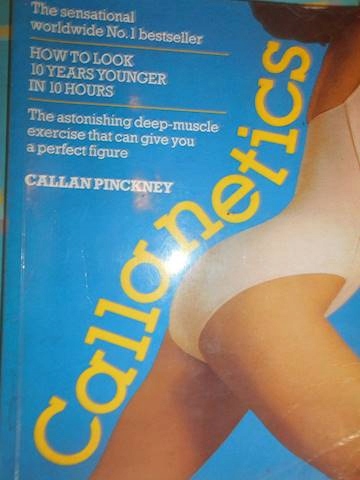 The sensational
worldwide No.1 bestseller
HOW TO LOOK
10 YEARS YOUNGER
IN 10 HOURS
The astonishing deep-muscle
exercise that can give you
a perfect figure
CALLAN PINCKNEY
Callanetics